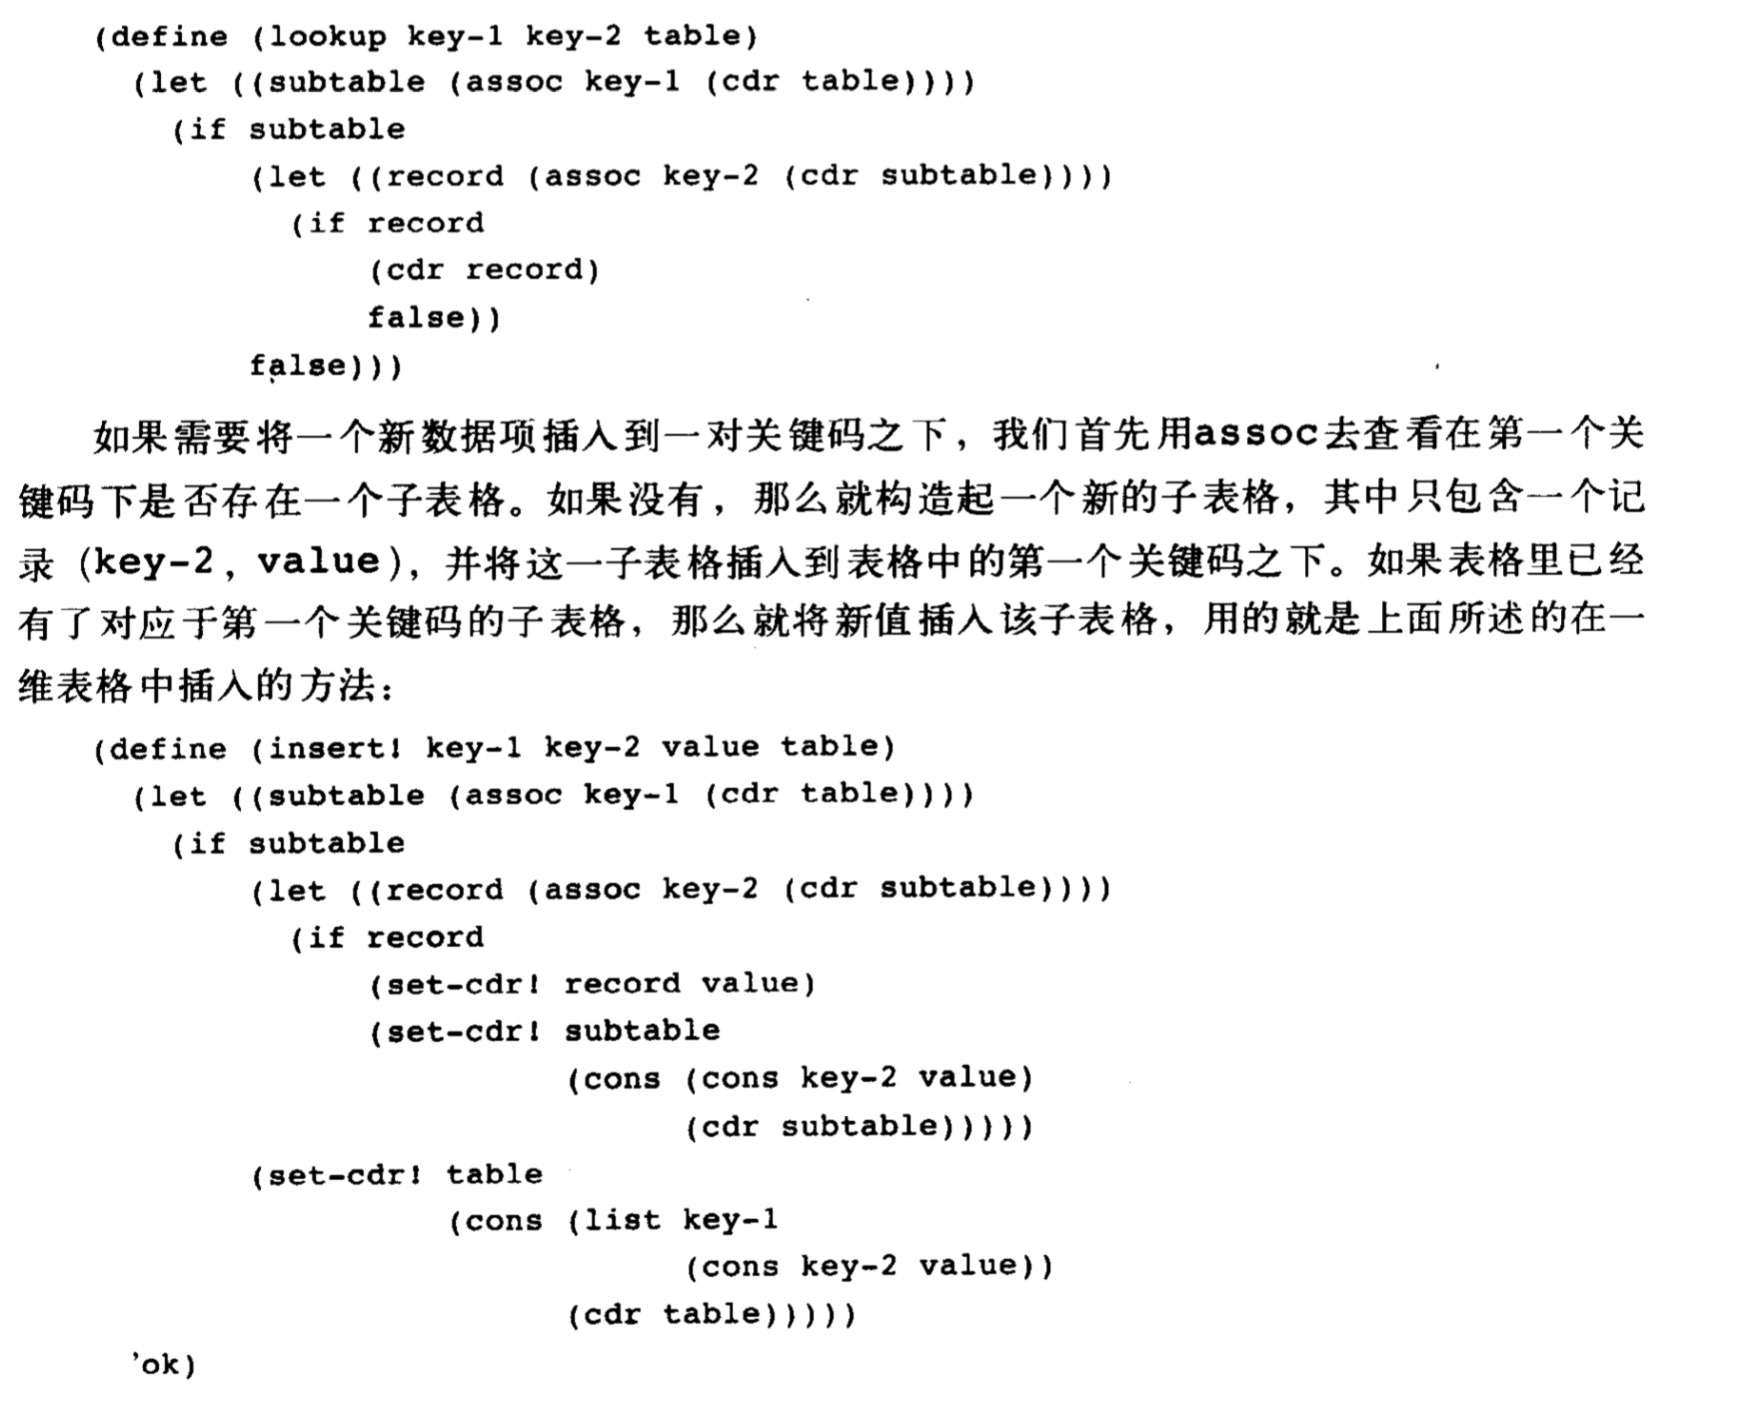 (define (lookup key-1 key-2 table)
  (let ((subtable (assoc key-1 (cdr table))))
    (if subtable
        (let ((record (assoc key-2 (cdr subtable))))
          (if record
              (cdr record)
              false))
        false)))
如果需要将一个新数据项插入到一对关键码之下，我们首先用assoc去查看在第一个关
键码下是否存在一个子表格。如果没有，那么就构造起一个新的子表格，其中只包含一个记
录 (key-2, value)，并将这一子表格插入到表格中的第一个关键码之下。如果表格里已经
有了对应于第一个关键码的子表格，那么就将新值插入该子表格，用的就是上面所述的在一
维表格中插入的方法：
(define (insert! key-1 key-2 value table)
  (let ((subtable (assoc key-1 (cdr table))))
    (if subtable
        (let ((record (assoc key-2 (cdr subtable))))
          (if record
              (set-cdr! record value)
              (set-cdr! subtable
                        (cons (cons key-2 value)
                              (cdr subtable)))))
        (set-cdr! table
                  (cons (list key-1
                              (cons key-2 value))
                        (cdr table)))))
  'ok)